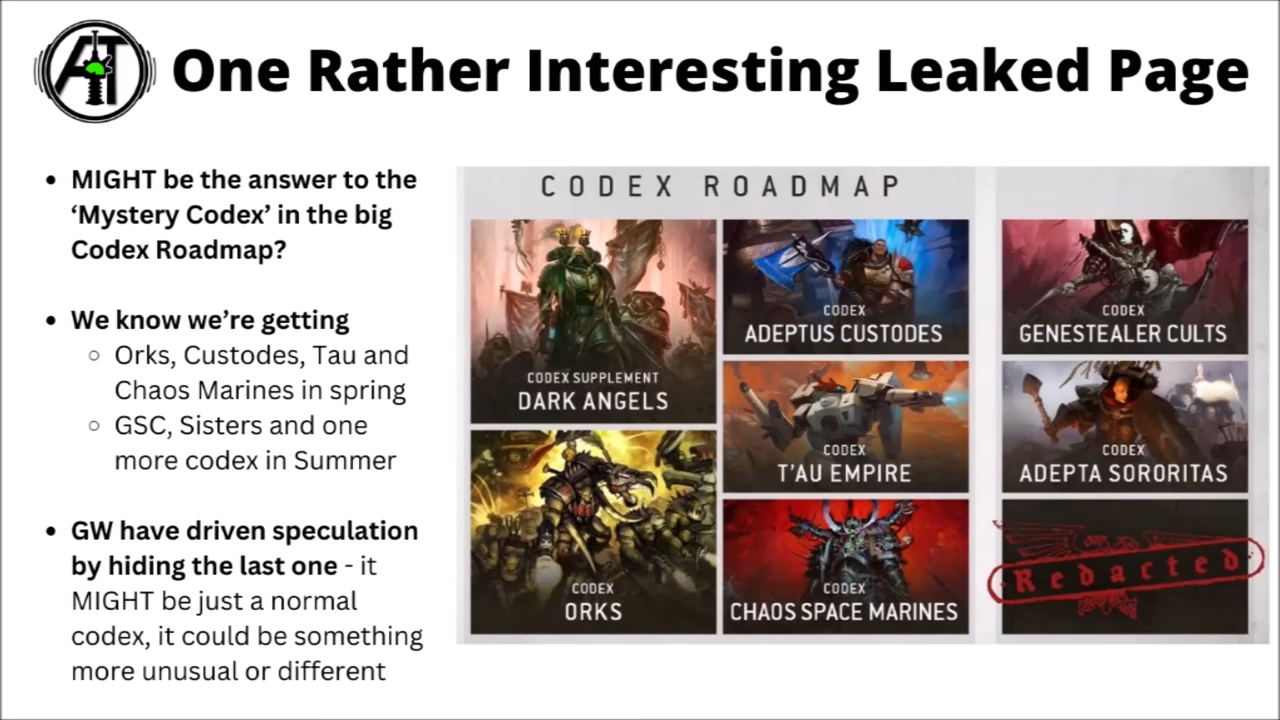 AT
One Rather Interesting Leaked Page
• MIGHT be the answer to the
‘Mystery Codex’ in the big
Codex Roadmap?
• We know we’re getting
○ Orks, Custodes, Tau and
Chaos Marines in spring
○ GSC, Sisters and one
more codex in Summer
• GW have driven speculation
by hiding the last one - it
MIGHT be just a normal
codex, it could be something
more unusual or different
CODEX ROADMAP
CODEX SUPPLEMENT
DARK ANGELS
CODEX
ORKS
CODEX
ADEPTUS CUSTODES
CODEX
T’AU EMPIRE
CODEX
CHAOS SPACE MARINES
CODEX
GENESTEALER CULTS
CODEX
ADEPTA SORORITAS
Redacted